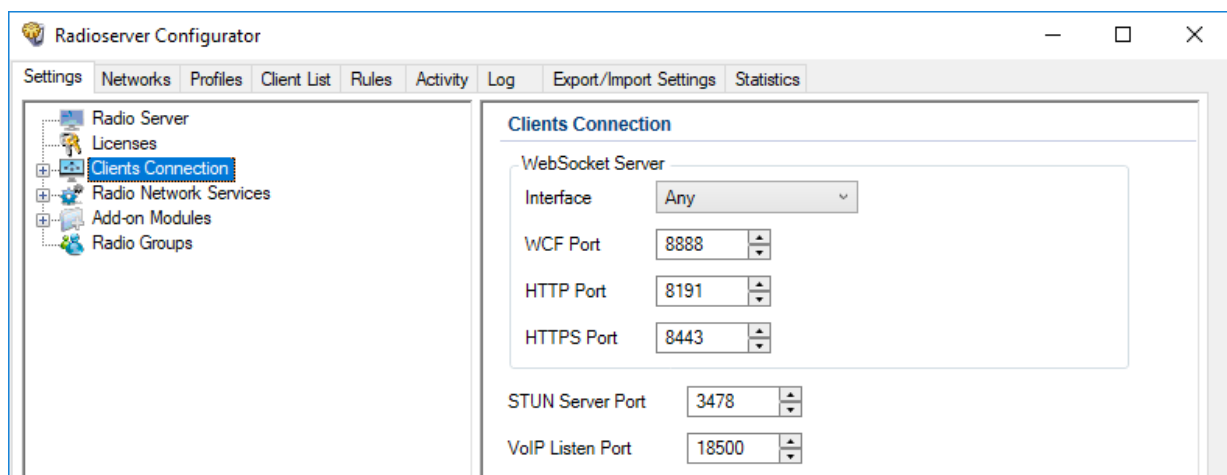 Radioserver Configurator
Settings Networks Profiles Client List Rules Activity Log Export/Import Settings Statistics
Radio Server
Licenses
Clients Connection
Radio Network Services
Add-on Modules
Radio Groups
Clients Connection
WebSocket Server
Interface Any
WCF Port 8888
HTTP Port 8191
HTTPS Port 8443
STUN Server Port 3478
VoIP Listen Port 18500